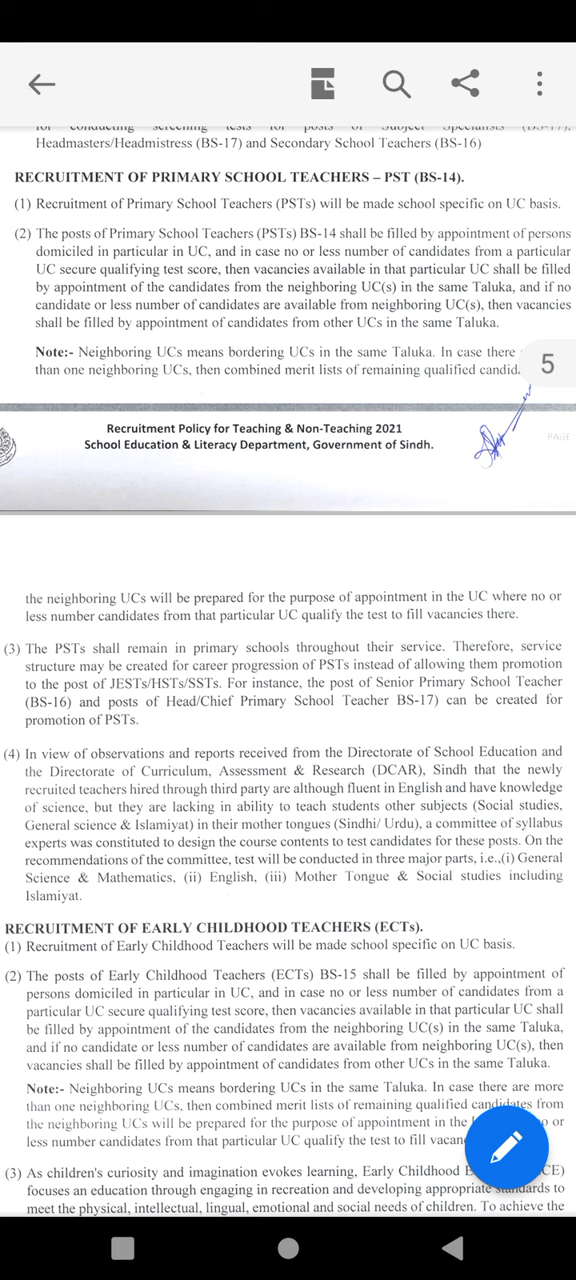 for conducting screening tests for posts of Subject Specialists (BS-17),
Headmasters/Headmistress (BS-17) and Secondary School Teachers (BS-16)
RECRUITMENT OF PRIMARY SCHOOL TEACHERS – PST (BS-14).
(1) Recruitment of Primary School Teachers (PSTs) will be made school specific on UC basis.
(2) The posts of Primary School Teachers (PSTs) BS-14 shall be filled by appointment of persons
domiciled in particular in UC, and in case no or less number of candidates from a particular
UC secure qualifying test score, then vacancies available in that particular UC shall be filled
by appointment of the candidates from the neighboring UC(s) in the same Taluka, and if no
candidate or less number of candidates are available from neighboring UC(s), then vacancies
shall be filled by appointment of candidates from other UCs in the same Taluka.
Note:- Neighboring UCs means bordering UCs in the same Taluka. In case there
than one neighboring UCs, then combined merit lists of remaining qualified candid
5
Recruitment Policy for Teaching & Non-Teaching 2021
School Education & Literacy Department, Government of Sindh.
PAGE
the neighboring UCs will be prepared for the purpose of appointment in the UC where no or
less number candidates from that particular UC qualify the test to fill vacancies there.
(3) The PSTs shall remain in primary schools throughout their service. Therefore, service
structure may be created for career progression of PSTs instead of allowing them promotion
to the post of JESTs/HSTs/SSTs. For instance, the post of Senior Primary School Teacher
(BS-16) and posts of Head/Chief Primary School Teacher BS-17) can be created for
promotion of PSTs.
(4) In view of observations and reports received from the Directorate of School Education and
the Directorate of Curriculum, Assessment & Research (DCAR), Sindh that the newly
recruited teachers hired through third party are although fluent in English and have knowledge
of science, but they are lacking in ability to teach students other subjects (Social studies,
General science & Islamiyat) in their mother tongues (Sindhi/ Urdu), a committee of syllabus
experts was constituted to design the course contents to test candidates for these posts. On the
recommendations of the committee, test will be conducted in three major parts, i.e.,(i) General
Science & Mathematics, (ii) English, (iii) Mother Tongue & Social studies including
Islamiyat.
RECRUITMENT OF EARLY CHILDHOOD TEACHERS (ECTs).
(1) Recruitment of Early Childhood Teachers will be made school specific on UC basis.
(2) The posts of Early Childhood Teachers (ECTs) BS-15 shall be filled by appointment of
persons domiciled in particular in UC, and in case no or less number of candidates from a
particular UC secure qualifying test score, then vacancies available in that particular UC shall
be filled by appointment of the candidates from the neighboring UC(s) in the same Taluka,
and if no candidate or less number of candidates are available from neighboring UC(s), then
vacancies shall be filled by appointment of candidates from other UCs in the same Taluka.
Note:- Neighboring UCs means bordering UCs in the same Taluka. In case there are more
than one neighboring UCs, then combined merit lists of remaining qualified candidates from
the neighboring UCs will be prepared for the purpose of appointment in the o or
less number candidates from that particular UC qualify the test to fill vacan
(3) As children's curiosity and imagination evokes learning, Early Childhood E CE)
focuses an education through engaging in recreation and developing appropriate standards to
meet the physical, intellectual, lingual, emotional and social needs of children. To achieve the